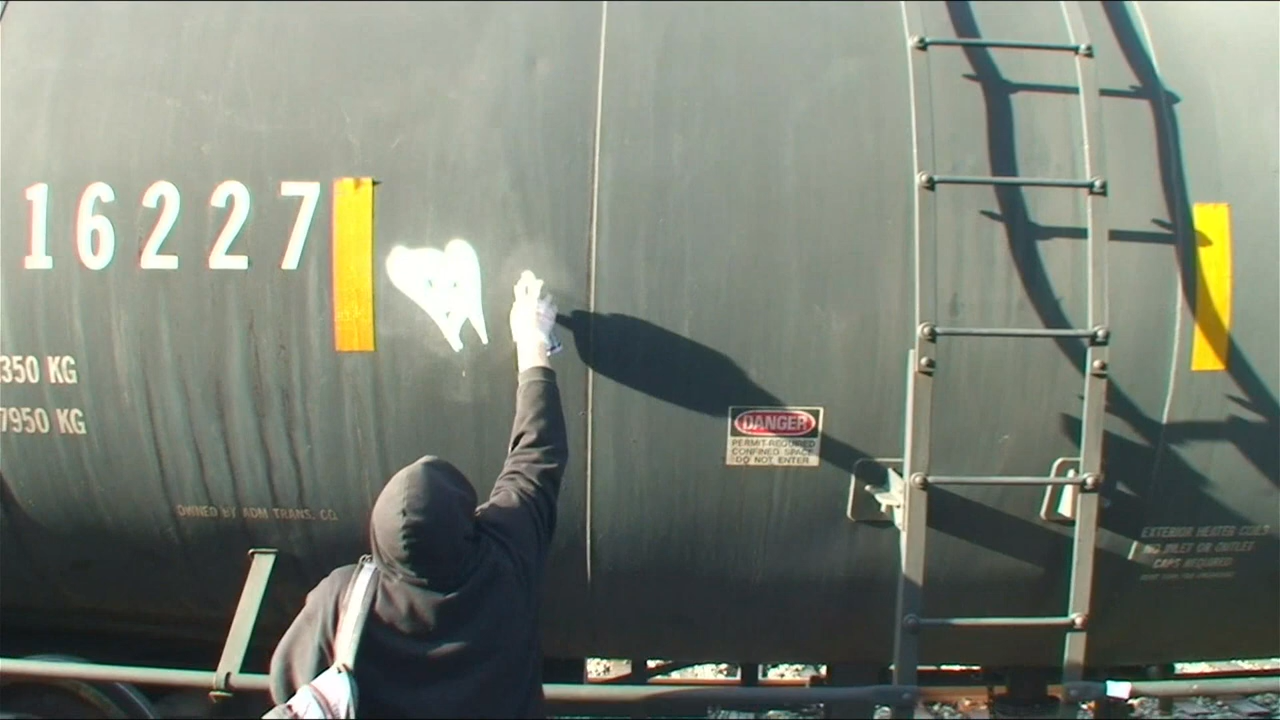 16227
350 KG
7950 KG
OWNED BY ADM TRANS. CO.
DANGER
PERMIT-REQUIRED
CONFINED SPACE
DO NOT ENTER
EXTERIOR HEATER COILS
NO INLET OR OUTLET
CAPS REQUIRED